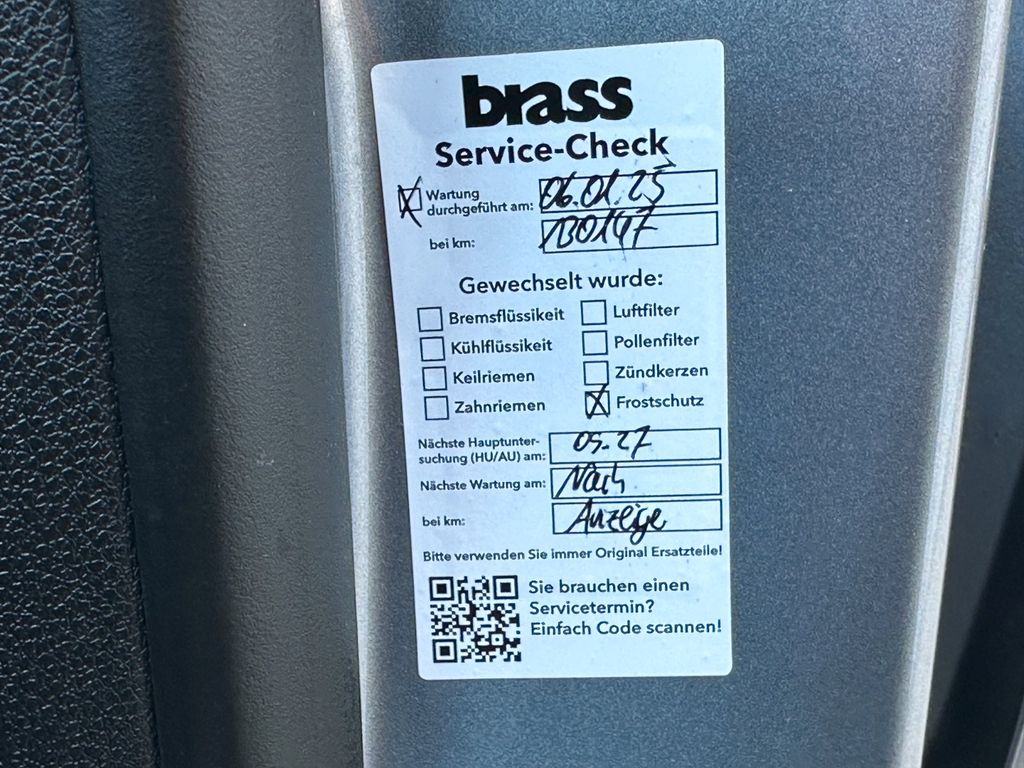 brass
Service-Check
Wartung
durchgeführt am: 06.01.25
bei km: 130147
Gewechselt wurde:
Bremsflüssikeit Luftfilter
Kühlflüssikeit Pollenfilter
Keilriemen Zündkerzen
Zahnriemen Frostschutz
Nächste Hauptunter-
suchung (HU/AU) am: 05.27
Nächste Wartung am: Nach
bei km: Anzeige
Bitte verwenden Sie immer Original Ersatzteile!
Sie brauchen einen
Servicetermin?
Einfach Code scannen!